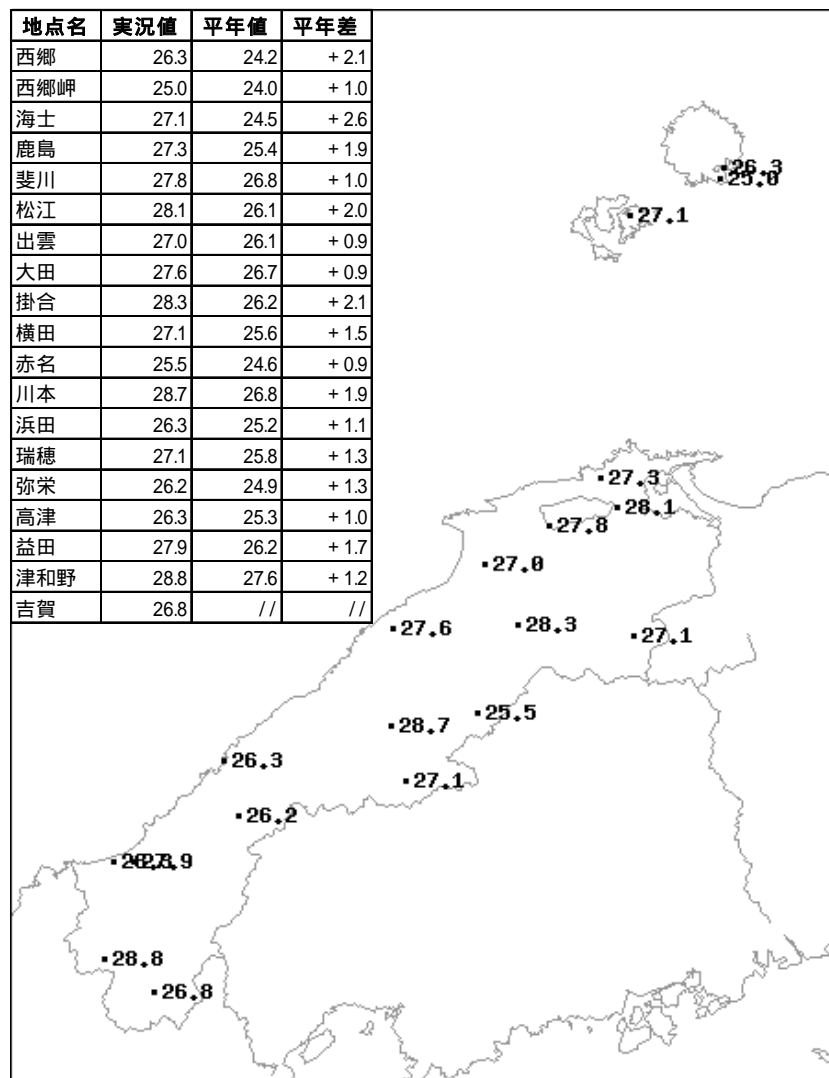 地点名 実況値 平年値 平年差
西郷 26.3 24.2 +2.1
西郷岬 25.0 24.0 +1.0
海士 27.1 24.5 +2.6
鹿島 27.3 25.4 +1.9
斐川 27.8 26.8 +1.0
松江 28.1 26.1 +2.0
出雲 27.0 26.1 +0.9
大田 27.6 26.7 +0.9
掛合 28.3 26.2 +2.1
横田 27.1 25.6 +1.5
赤名 25.5 24.6 +0.9
川本 28.7 26.8 +1.9
浜田 26.3 25.2 +1.1
瑞穂 27.1 25.8 +1.3
弥栄 26.2 24.9 +1.3
高津 26.3 25.3 +1.0
益田 27.9 26.2 +1.7
津和野 28.8 27.6 +1.2
吉賀 26.8 // //
26.3
25.0
27.1
27.3
28.1
27.8
27.0
27.6
28.3
27.1
25.5
28.7
26.3
27.1
26.2
26.3
27.9
28.8
26.8